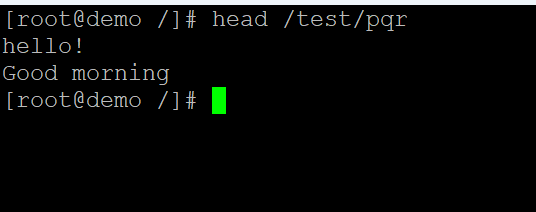 [root@demo /]# head /test/pqr
hello!
Good morning
[root@demo /]#